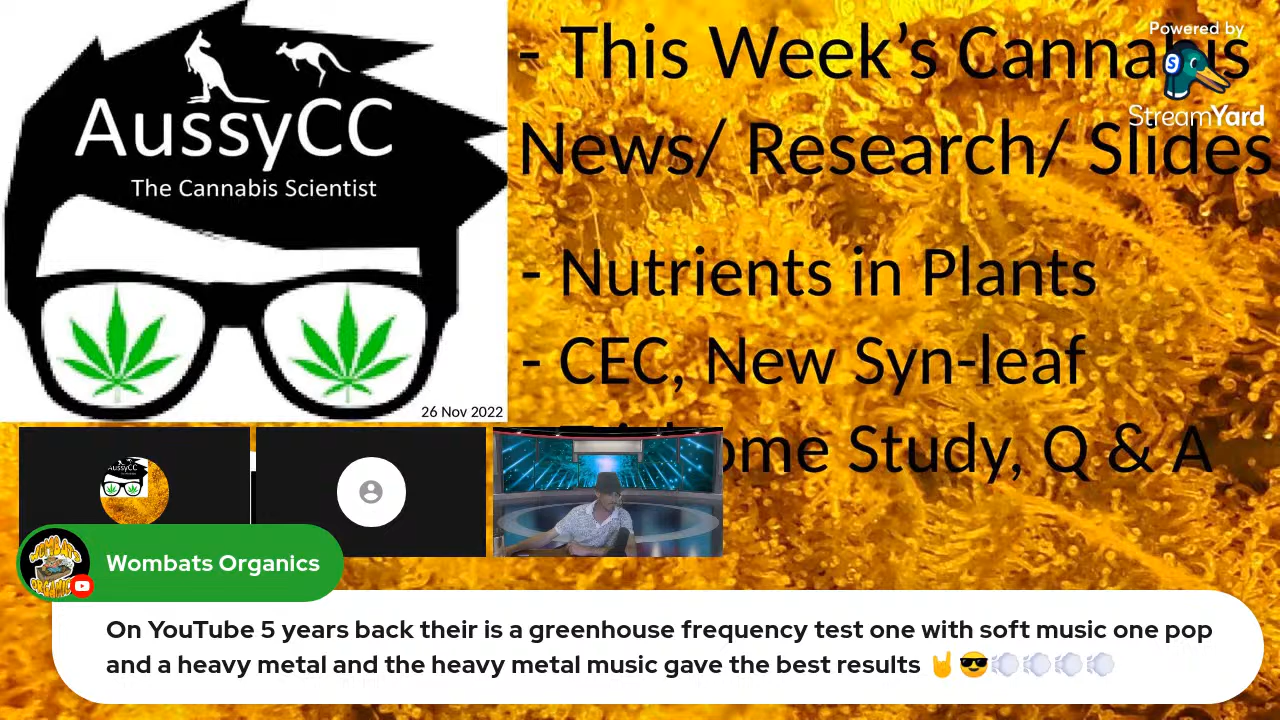 AussyCC
The Cannabis Scientist
26 Nov 2022
- This Week's Cannabis
News/ Research/ Slides
- Nutrients in Plants
- CEC, New Syn-leaf
Study, Q & A
Powered by
StreamYard
AussyCC
Wombats Organics
On YouTube 5 years back their is a greenhouse frequency test one with soft music one pop
and a heavy metal and the heavy metal music gave the best results 🤘😎💨💨💨💨